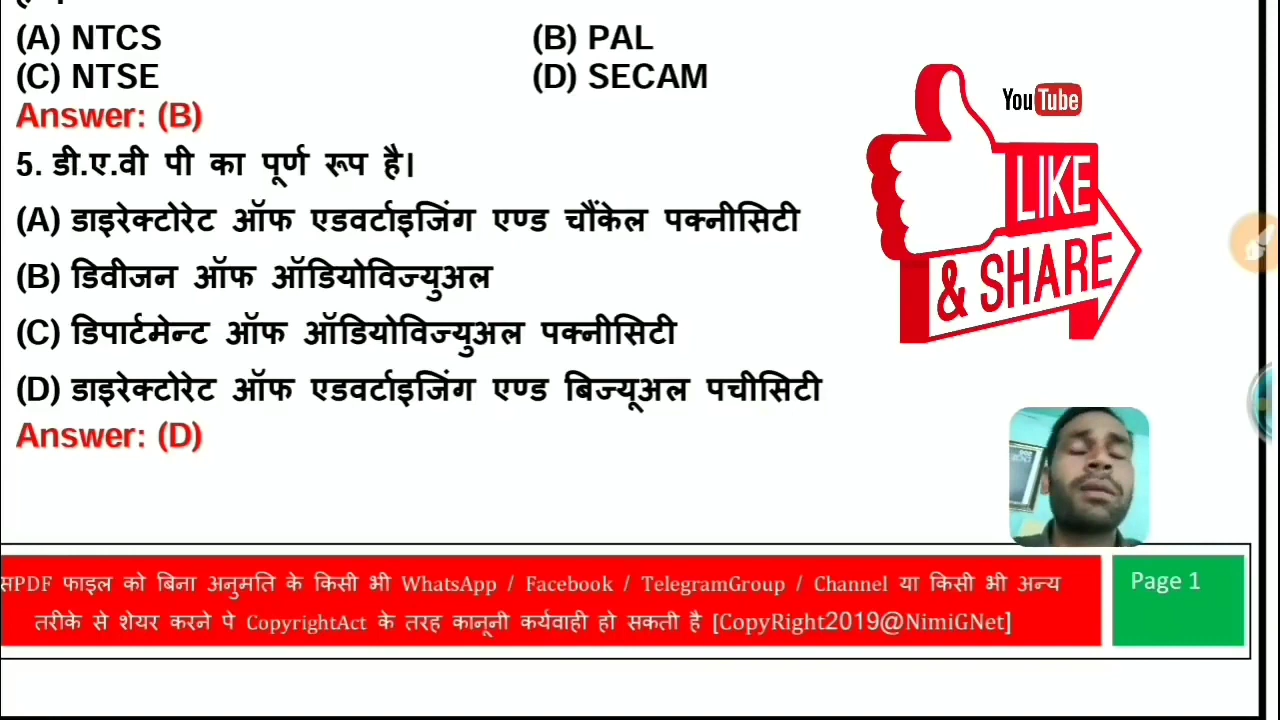 (A) NTCS (B) PAL
(C) NTSE (D) SECAM
Answer: (B)
5. डी.ए.वी पी का पूर्ण रूप है।
(A) डाइरेक्टोरेट ऑफ एडवर्टाइजिंग एण्ड चौंकेल पक्नीसिटी
(B) डिवीजन ऑफ ऑडियोविज्युअल
(C) डिपार्टमेन्ट ऑफ ऑडियोविज्युअल पक्नीसिटी
(D) डाइरेक्टोरेट ऑफ एडवर्टाइजिंग एण्ड बिज्यूअल पचीसिटी
Answer: (D)
YouTube
LIKE
& SHARE
सPDF फाइल को बिना अनुमति के किसी भी WhatsApp / Facebook / TelegramGroup / Channel या किसी भी अन्य
तरीके से शेयर करने पे CopyrightAct के तरह कानूनी कर्यवाही हो सकती है [CopyRight2019@NimiGNet]
Page 1